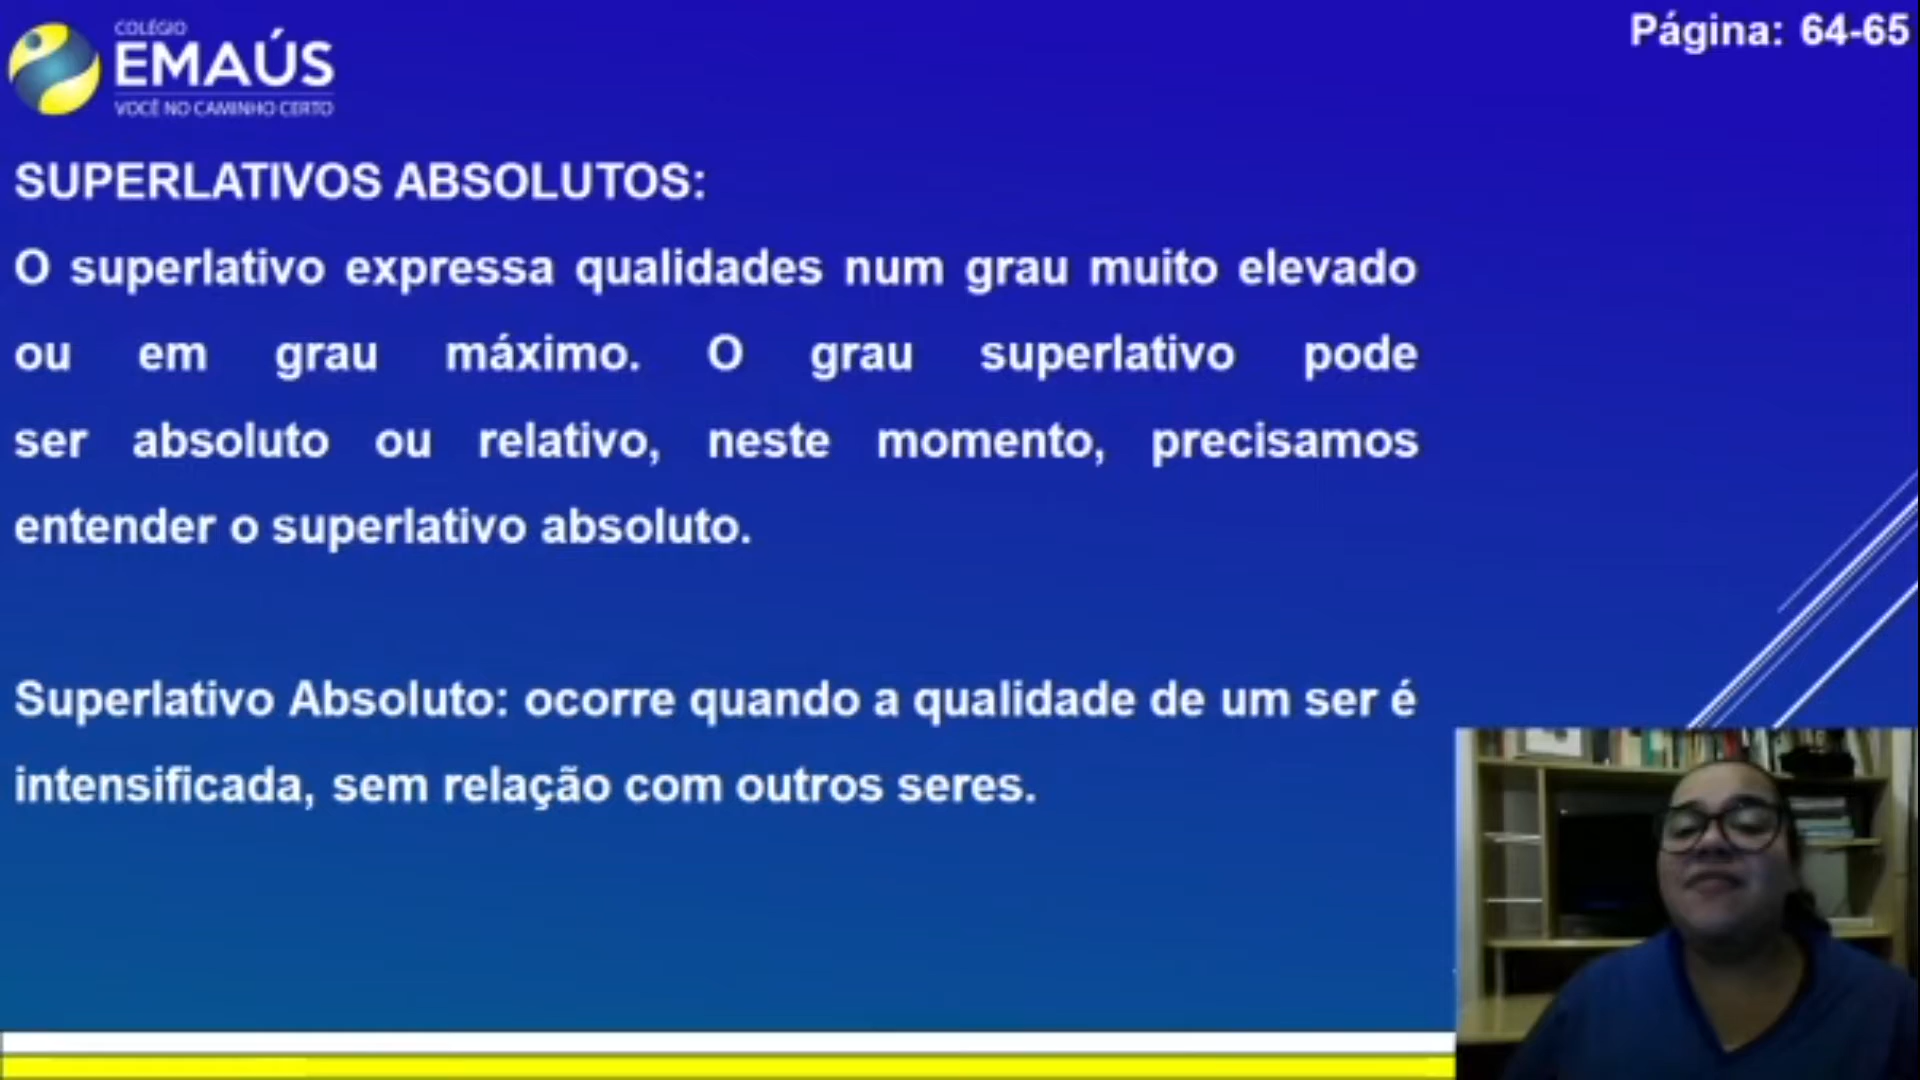 COLÉGIO
EMAÚS
VOCÊ NO CAMINHO CERTO
Página: 64-65
SUPERLATIVOS ABSOLUTOS:
O superlativo expressa qualidades num grau muito elevado
ou em grau máximo. O grau superlativo pode
ser absoluto ou relativo, neste momento, precisamos
entender o superlativo absoluto.
Superlativo Absoluto: ocorre quando a qualidade de um ser é
intensificada, sem relação com outros seres.